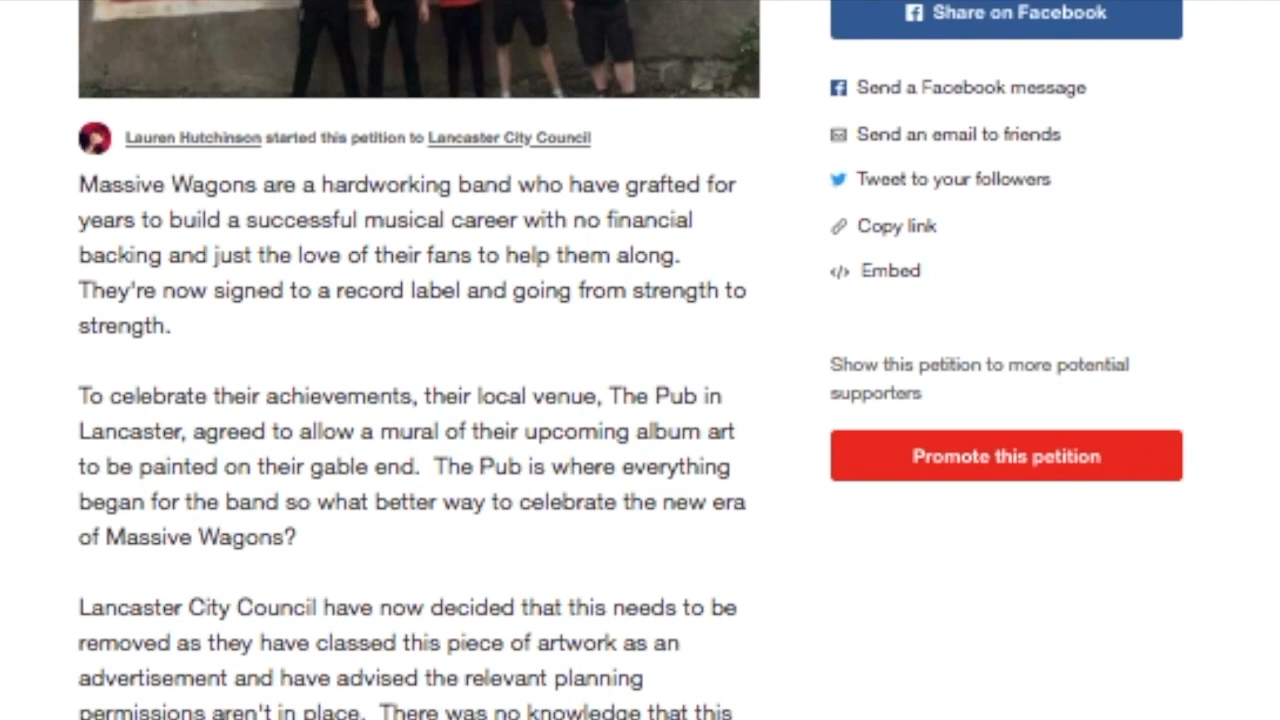 Share on Facebook
Send a Facebook message
Lauren Hutchinson started this petition to Lancaster City Council
Send an email to friends
Massive Wagons are a hardworking band who have grafted for
years to build a successful musical career with no financial
backing and just the love of their fans to help them along.
They're now signed to a record label and going from strength to
strength.
Tweet to your followers
Copy link
Embed
To celebrate their achievements, their local venue, The Pub in
Lancaster, agreed to allow a mural of their upcoming album art
to be painted on their gable end.  The Pub is where everything
began for the band so what better way to celebrate the new era
of Massive Wagons?
Show this petition to more potential
supporters
Promote this petition
Lancaster City Council have now decided that this needs to be
removed as they have classed this piece of artwork as an
advertisement and have advised the relevant planning
permissions aren't in place.  There was no knowledge that this